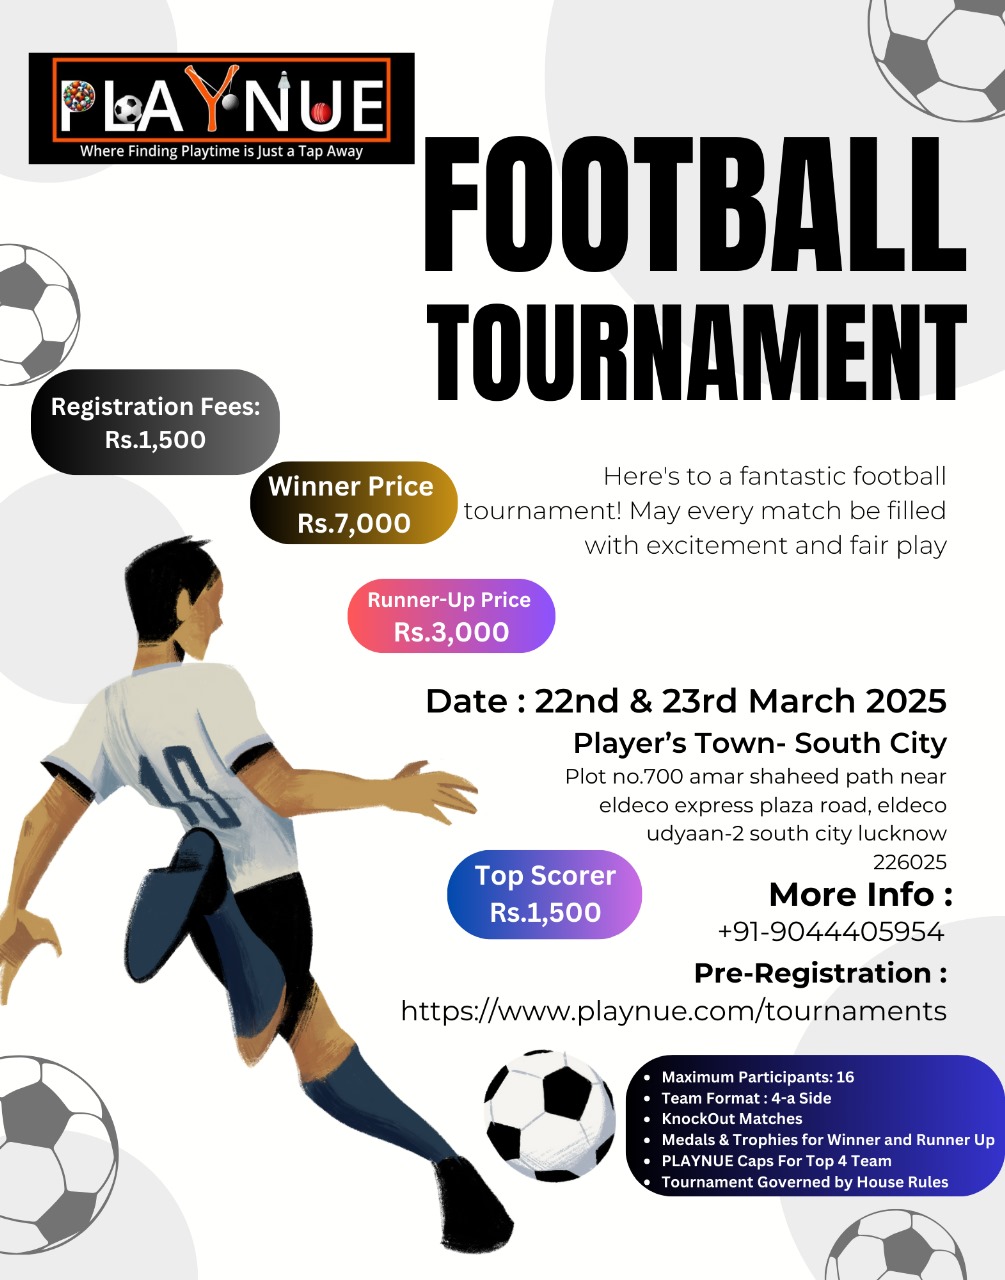 PLAYNUE
Where Finding Playtime is Just a Tap Away
FOOTBALL
TOURNAMENT
Registration Fees:
Rs.1,500
Winner Price
Rs.7,000
Here's to a fantastic football
tournament! May every match be filled
with excitement and fair play
Runner-Up Price
Rs.3,000
Date : 22nd & 23rd March 2025
Player’s Town- South City
Plot no.700 amar shaheed path near
eldeco express plaza road, eldeco
udyaan-2 south city lucknow
226025
10
Top Scorer
Rs.1,500
More Info :
+91-9044405954
Pre-Registration :
https://www.playnue.com/tournaments
• Maximum Participants: 16
• Team Format : 4-a Side
• KnockOut Matches
• Medals & Trophies for Winner and Runner Up
• PLAYNUE Caps For Top 4 Team
• Tournament Governed by House Rules